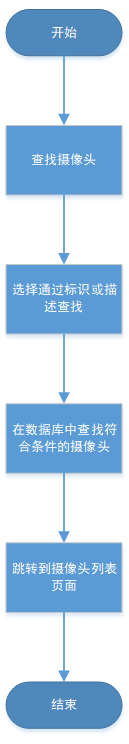 开始
查找摄像头
选择通过标识或描
述查找
在数据库中查找符
合条件的摄像头
跳转到摄像头列表
页面
结束